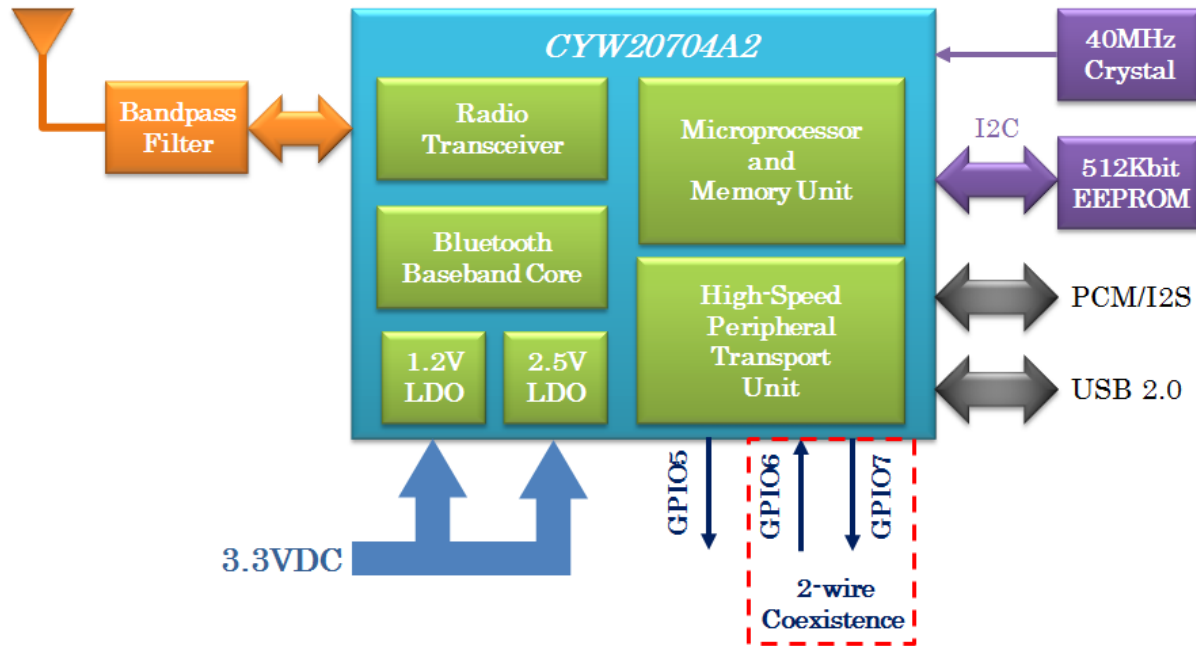 CYW20704A2
Bandpass
Filter
Radio
Transceiver
Bluetooth
Baseband Core
1.2V
LDO
2.5V
LDO
Microprocessor
and
Memory Unit
High-Speed
Peripheral
Transport
Unit
40MHz
Crystal
I2C
512Kbit
EEPROM
PCM/I2S
USB 2.0
3.3VDC
GPIO5
GPIO6
GPIO7
2-wire
Coexistence